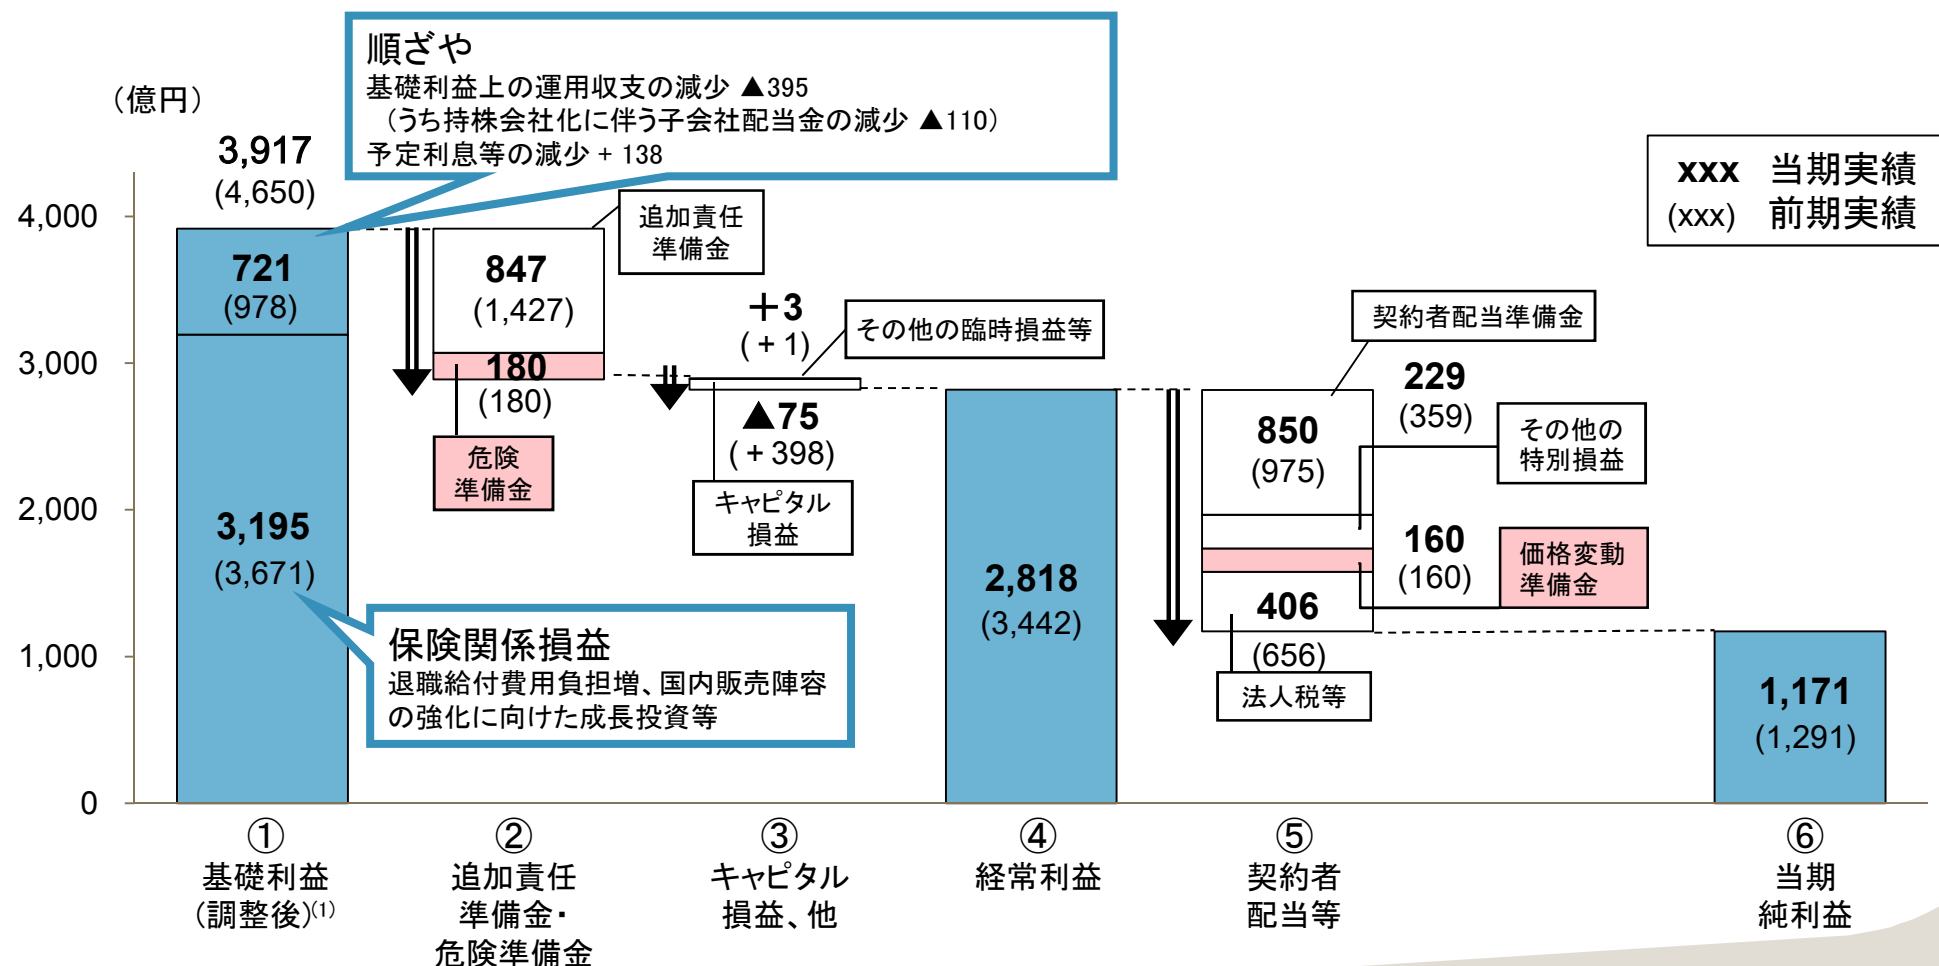 順ざや
基礎利益上の運用収支の減少 ▲395
（うち持株会社化に伴う子会社配当金の減少 ▲110）
予定利息等の減少 + 138
（億円）
xxx 当期実績
(xxx) 前期実績
4,000
3,000
2,000
1,000
0
3,917
(4,650)
721
(978)
3,195
(3,671)
保険関係損益
退職給付費用負担増、国内販売陣容
の強化に向けた成長投資等
追加責任
準備金
847
(1,427)
180
(180)
危険
準備金
＋3
( + 1)
その他の臨時損益等
▲75
( + 398)
キャピタル
損益
2,818
(3,442)
契約者配当準備金
850
(975)
229
(359)
その他の
特別損益
160
(160)
価格変動
準備金
406
(656)
法人税等
1,171
(1,291)
①
基礎利益
（調整後）(1)
②
追加責任
準備金・
危険準備金
③
キャピタル
損益、他
④
経常利益
⑤
契約者
配当等
⑥
当期
純利益